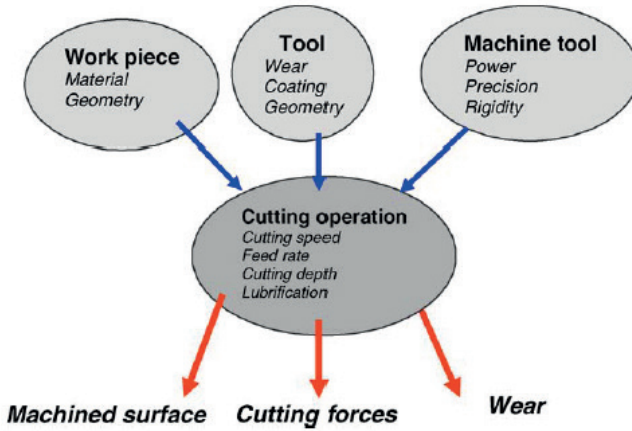 Work piece
Material
Geometry
Tool
Wear
Coating
Geometry
Machine tool
Power
Precision
Rigidity
Cutting operation
Cutting speed
Feed rate
Cutting depth
Lubrification
Machined surface
Cutting forces
Wear